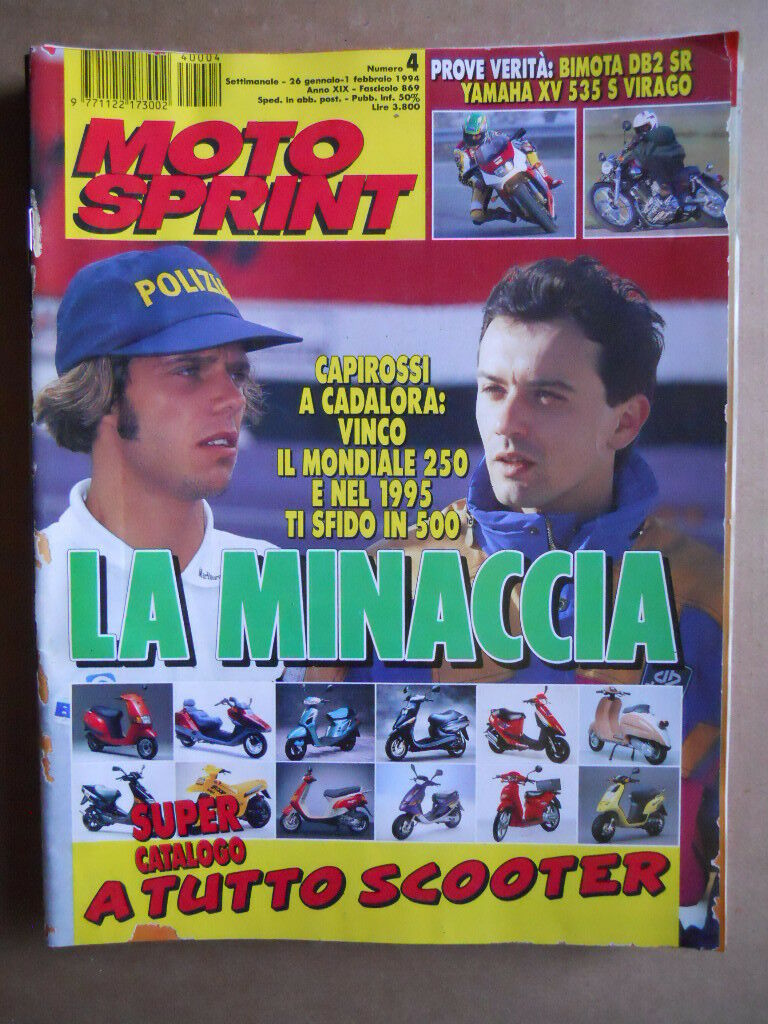 40004
9 771122 173002
Numero 4
Settimanale - 26 gennaio-1 febbraio 1994
Anno XIX - Fascicolo 869
Sped. in abb. post. - Pubb. inf. 50%
Lire 3.800
MOTO
SPRINT
PROVE VERITÀ: BIMOTA DB2 SR
YAMAHA XV 535 S VIRAGO
POLIZIA
CAPIROSSI
A CADALORA:
VINCO
IL MONDIALE 250
E NEL 1995
TI SFIDO IN 500
Marlboro
LA MINACCIA
SUPER
CATALOGO
A TUTTO SCOOTER